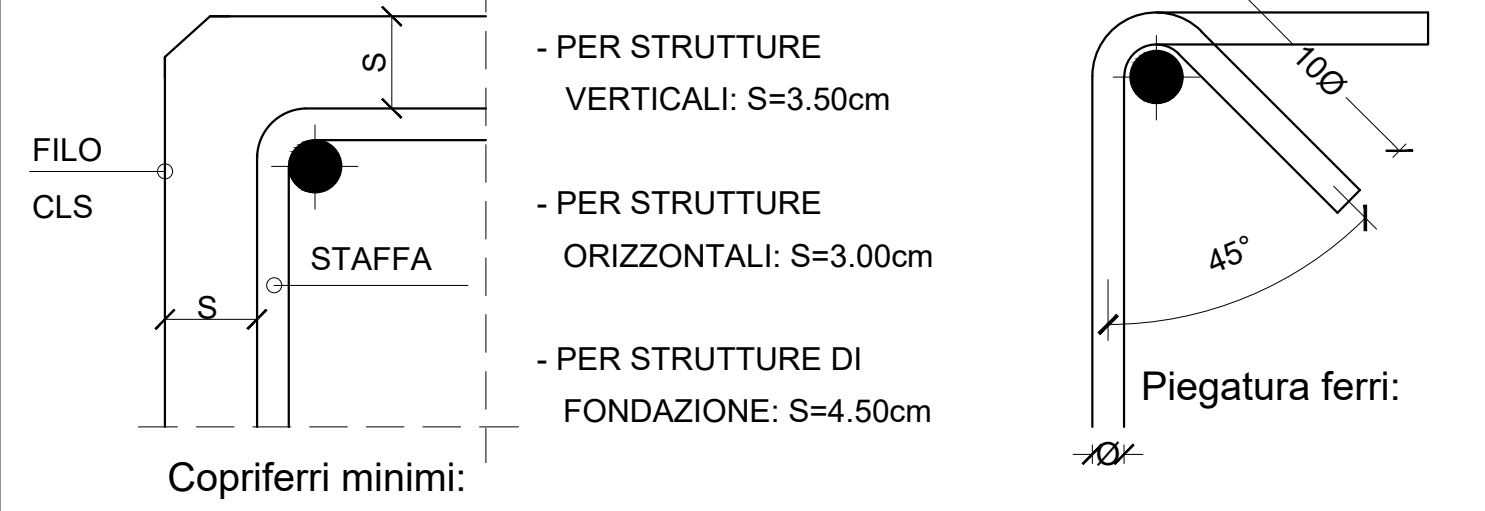 S
FILO
CLS
STAFFA
S
Copriferri minimi:
- PER STRUTTURE
VERTICALI: S=3.50cm
- PER STRUTTURE
ORIZZONTALI: S=3.00cm
- PER STRUTTURE DI
FONDAZIONE: S=4.50cm
10Ø
45°
Piegatura ferri:
Ø